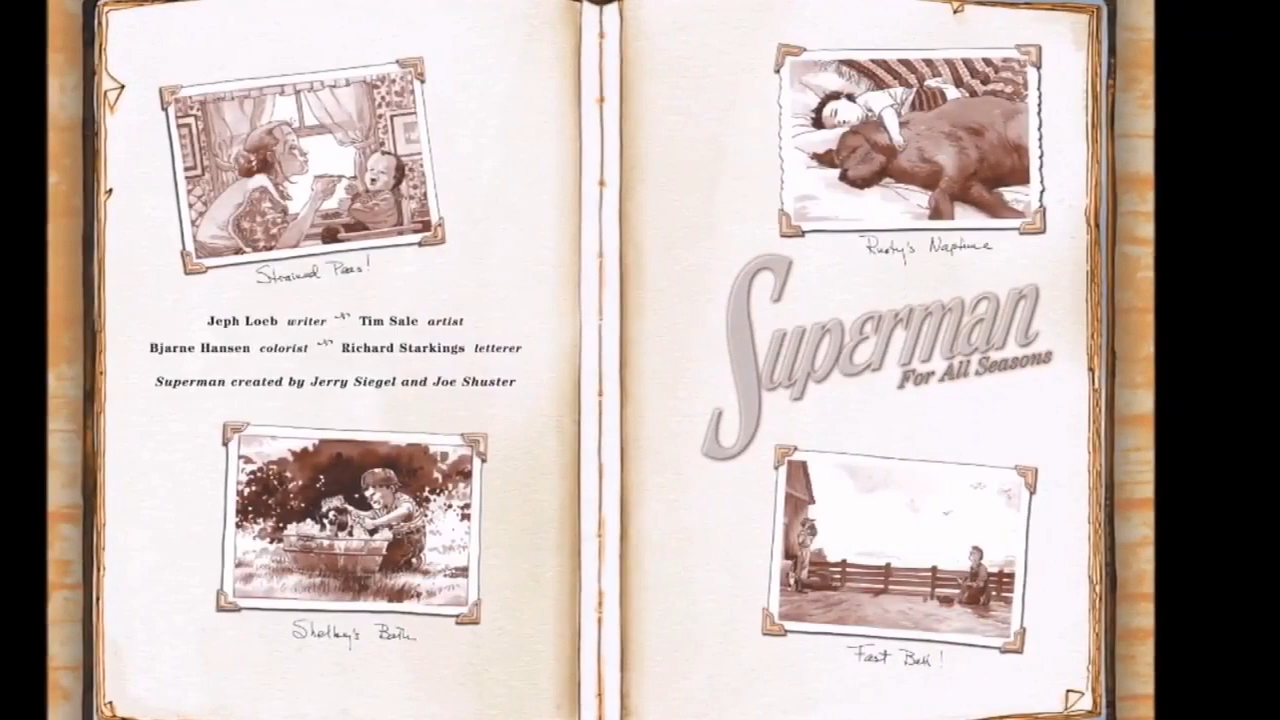 Strained Peas!
Jeph Loeb writer Tim Sale artist
Bjarne Hansen colorist Richard Starkings letterer
Superman created by Jerry Siegel and Joe Shuster
Shelby's Bath
Rusty's Naptime
Superman
For All Seasons
Fast Ball!